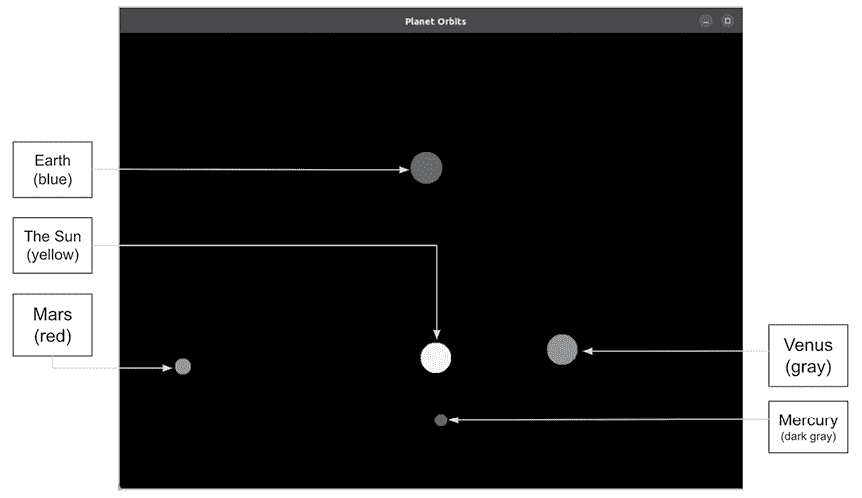 Planet Orbits
Earth
(blue)
The Sun
(yellow)
Mars
(red)
Venus
(gray)
Mercury
(dark gray)